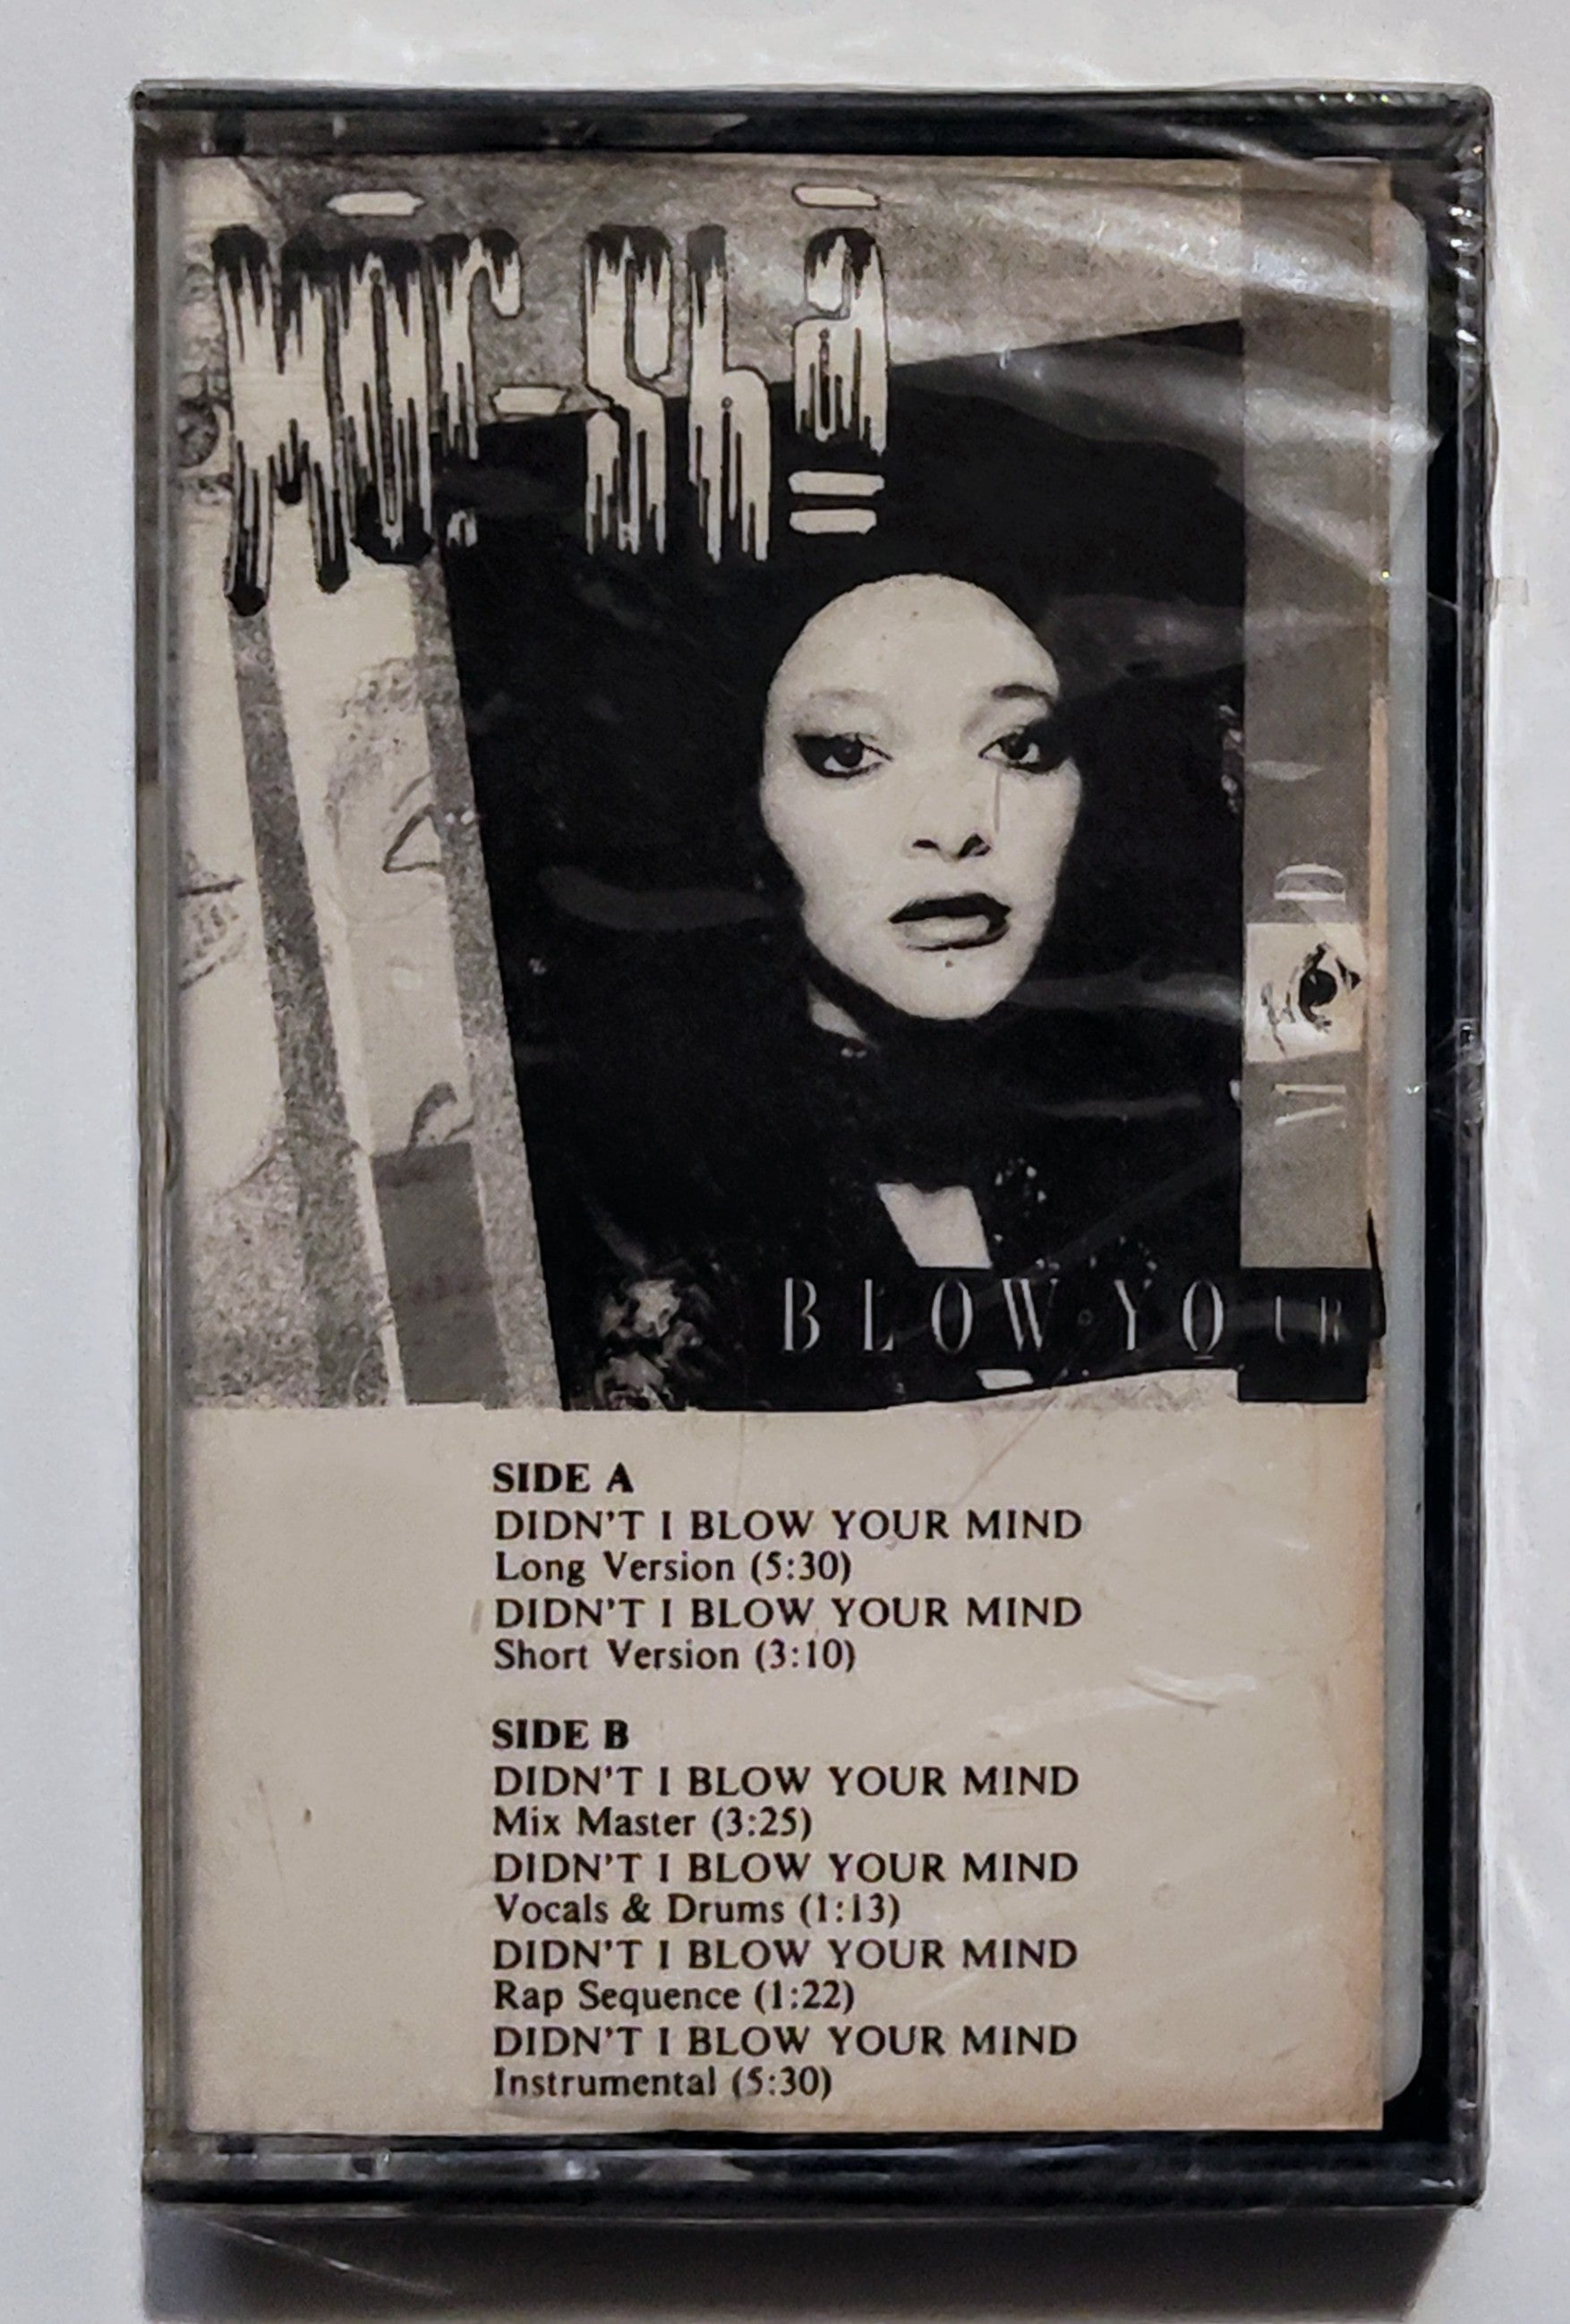 Mar-Sha
BLOW YOUR
M D
SIDE A
DIDN'T I BLOW YOUR MIND
Long Version (5:30)
DIDN'T I BLOW YOUR MIND
Short Version (3:10)
SIDE B
DIDN'T I BLOW YOUR MIND
Mix Master (3:25)
DIDN'T I BLOW YOUR MIND
Vocals & Drums (1:13)
DIDN'T I BLOW YOUR MIND
Rap Sequence (1:22)
DIDN'T I BLOW YOUR MIND
Instrumental (5:30)